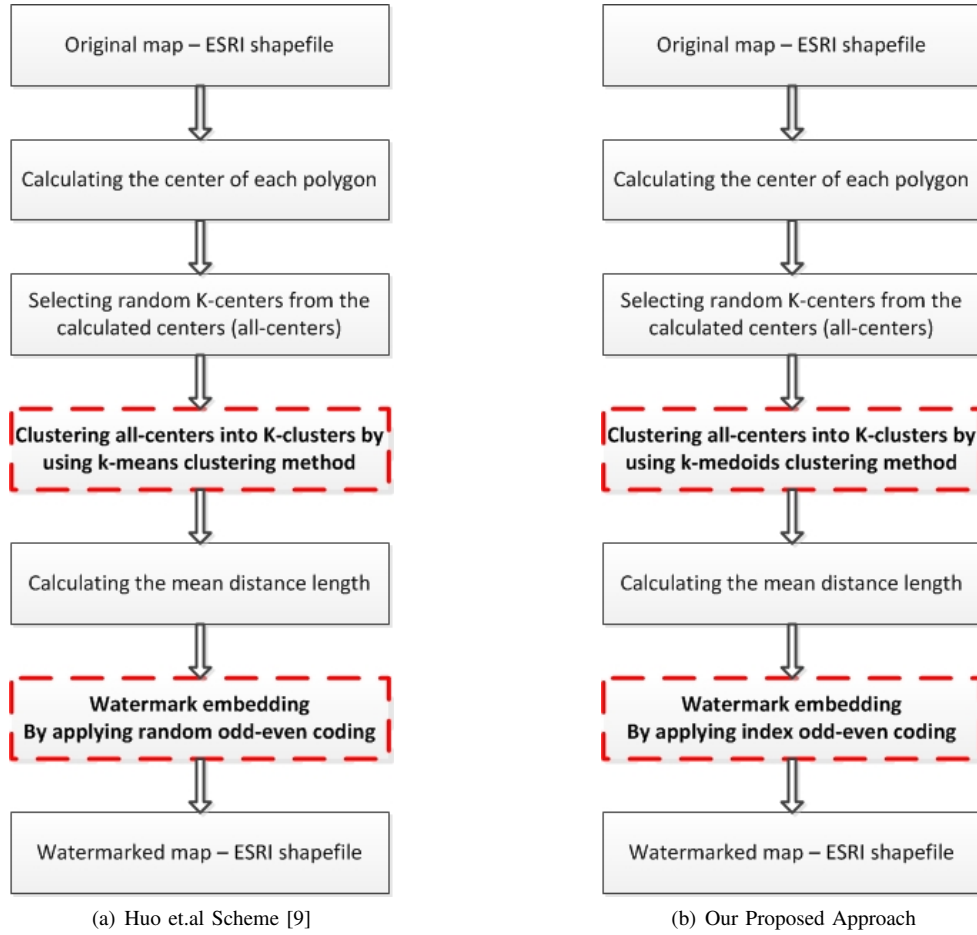 Original map – ESRI shapefile
Calculating the center of each polygon
Selecting random K-centers from the
calculated centers (all-centers)
Clustering all-centers into K-clusters by
using k-means clustering method
Calculating the mean distance length
Watermark embedding
By applying random odd-even coding
Watermarked map – ESRI shapefile
(a) Huo et.al Scheme [9]
Original map – ESRI shapefile
Calculating the center of each polygon
Selecting random K-centers from the
calculated centers (all-centers)
Clustering all-centers into K-clusters by
using k-medoids clustering method
Calculating the mean distance length
Watermark embedding
By applying index odd-even coding
Watermarked map – ESRI shapefile
(b) Our Proposed Approach